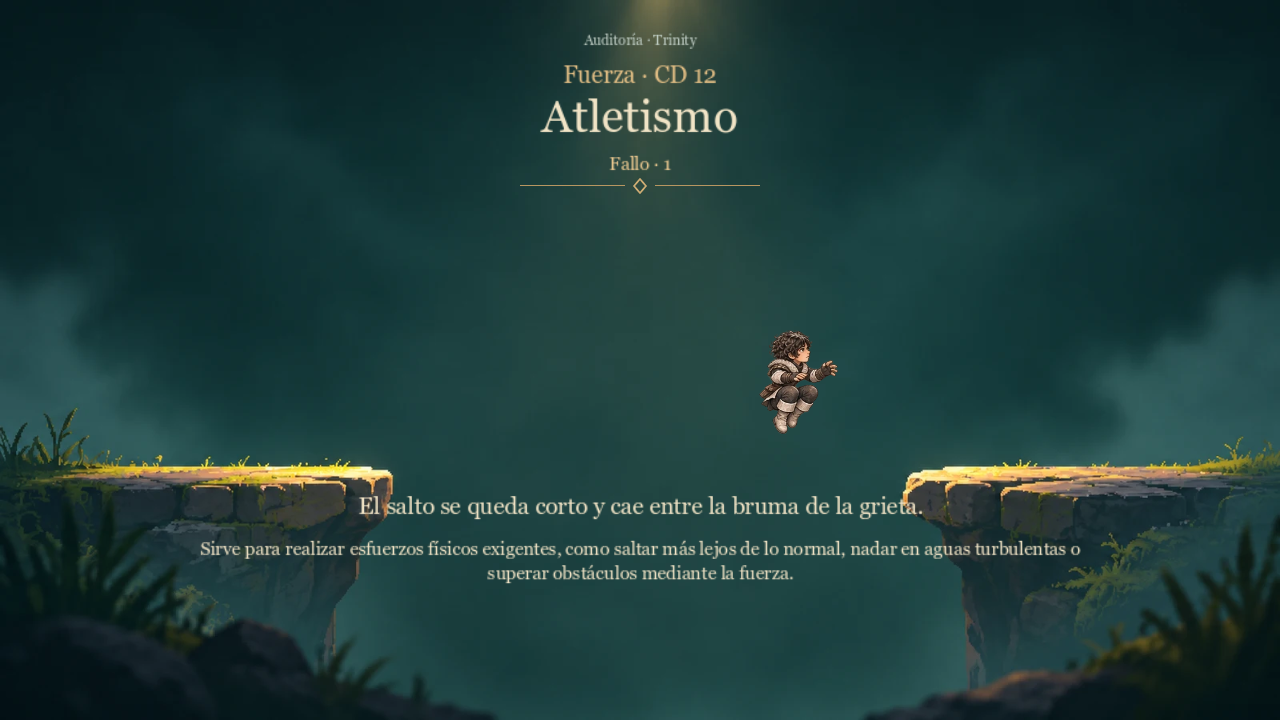 Auditoría · Trinity
Fuerza · CD 12
Atletismo
Fallo · 1
El salto se queda corto y cae entre la bruma de la grieta.
Sirve para realizar esfuerzos físicos exigentes, como saltar más lejos de lo normal, nadar en aguas turbulentas o
superar obstáculos mediante la fuerza.